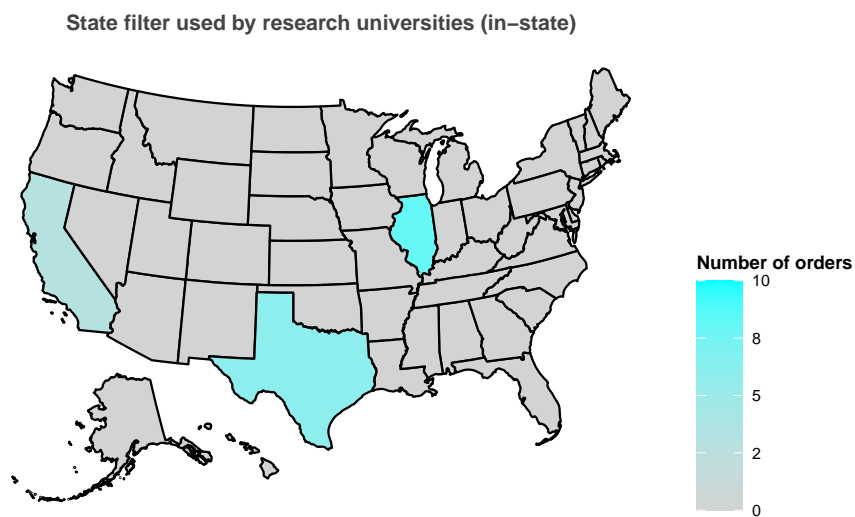 State filter used by research universities (in−state)
Number of orders
10
8
5
2
0